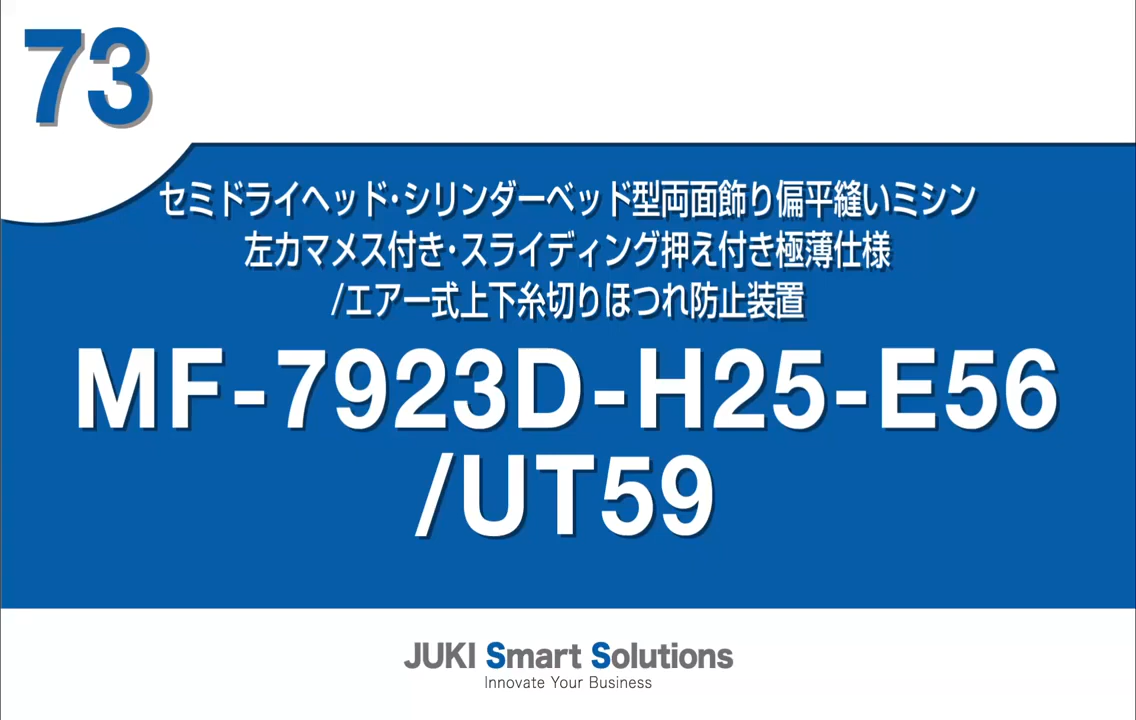 73
セミドライヘッド・シリンダーベッド型両面飾り偏平縫いミシン
左カマメス付き・スライディング押え付き極薄仕様
/エアー式上下糸切りほつれ防止装置
MF-7923D-H25-E56
/UT59
JUKI Smart Solutions
Innovate Your Business